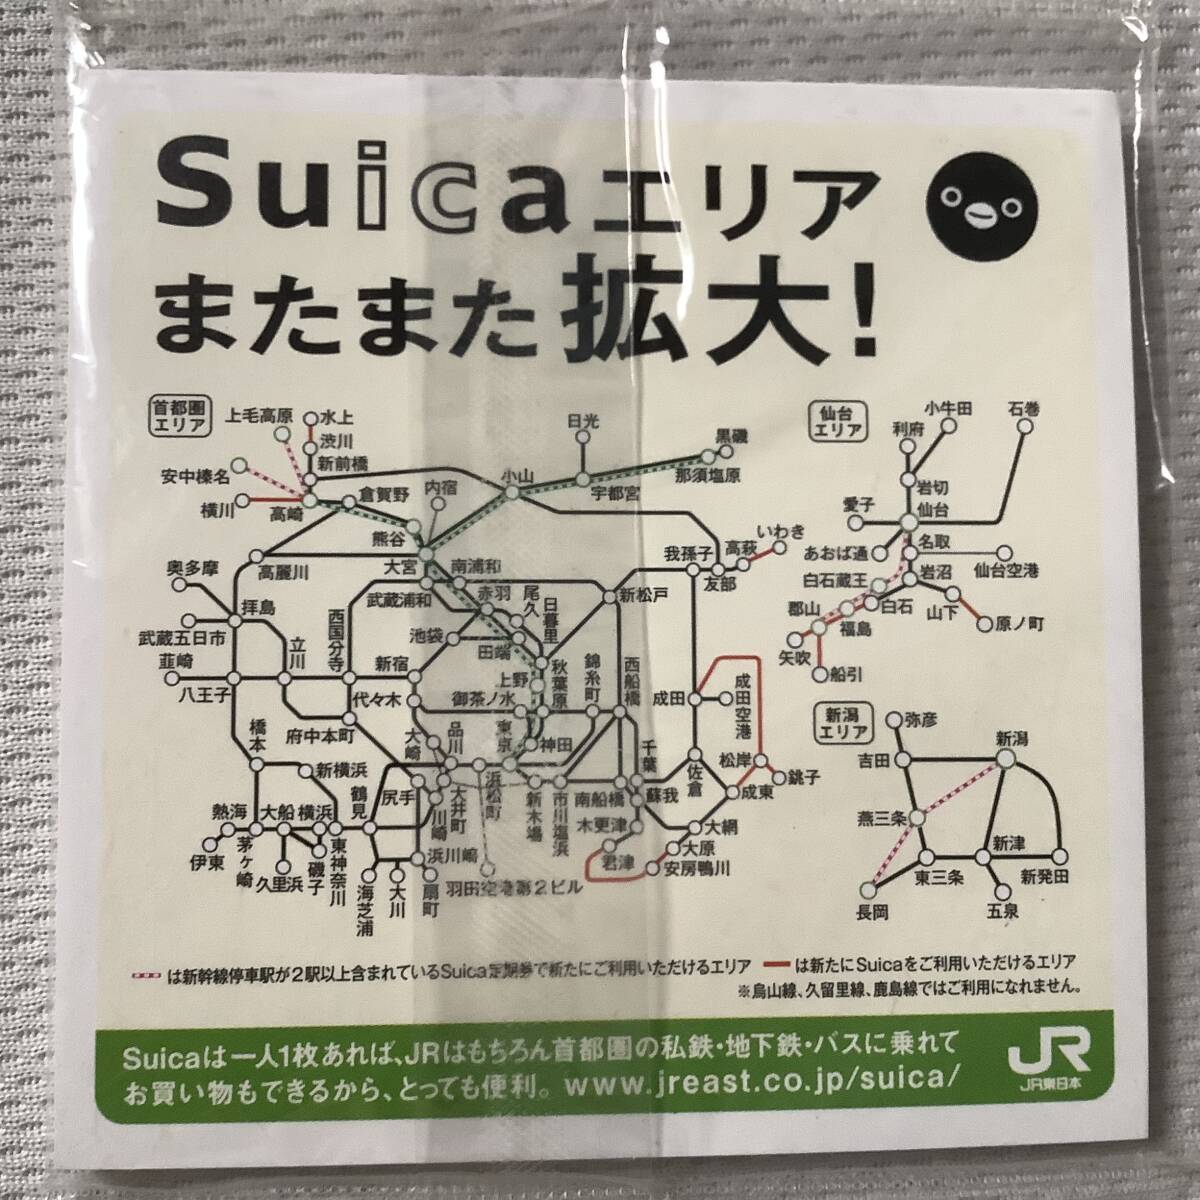 Suicaエリア
またまた拡大!
首都圏
エリア
上毛高原
水上
渋川
安中榛名
新前橋
横川
高崎
倉賀野
内宿
小山
日光
宇都宮
黒磯
那須塩原
熊谷
高麗川
大宮
南浦和
我孫子
高萩
いわき
友部
奥多摩
拝島
武蔵浦和
赤羽
尾久
日暮里
新松戸
武蔵五日市
立川
西国分寺
池袋
田端
韮崎
八王子
新宿
上野
秋葉原
錦糸町
西船橋
代々木
御茶ノ水
成田
成田空港
橋本
府中本町
大崎
品川
東京
神田
千葉
佐倉
松岸
銚子
成東
新横浜
鶴見
尻手
川崎
大井町
浜松町
新木場
市川塩浜
南船橋
蘇我
熱海
大船
横浜
木更津
大網
伊東
茅ヶ崎
久里浜
磯子
東神奈川
浜川崎
君津
大原
安房鴨川
海芝浦
大川
扇町
羽田空港第2ビル
仙台
エリア
小牛田
石巻
利府
岩切
愛子
仙台
あおば通
名取
白石蔵王
岩沼
仙台空港
郡山
福島
白石
山下
原ノ町
矢吹
船引
新潟
エリア
弥彦
吉田
新潟
燕三条
東三条
新津
新発田
長岡
五泉
は新幹線停車駅が2駅以上含まれているSuica定期券で新たにご利用いただけるエリア
は新たにSuicaをご利用いただけるエリア
※烏山線、久留里線、鹿島線ではご利用になれません。
Suicaは一人1枚あれば、JRはもちろん首都圏の私鉄・地下鉄・バスに乗れて
お買い物もできるから、とっても便利。 www.jreast.co.jp/suica/
JR
JR東日本